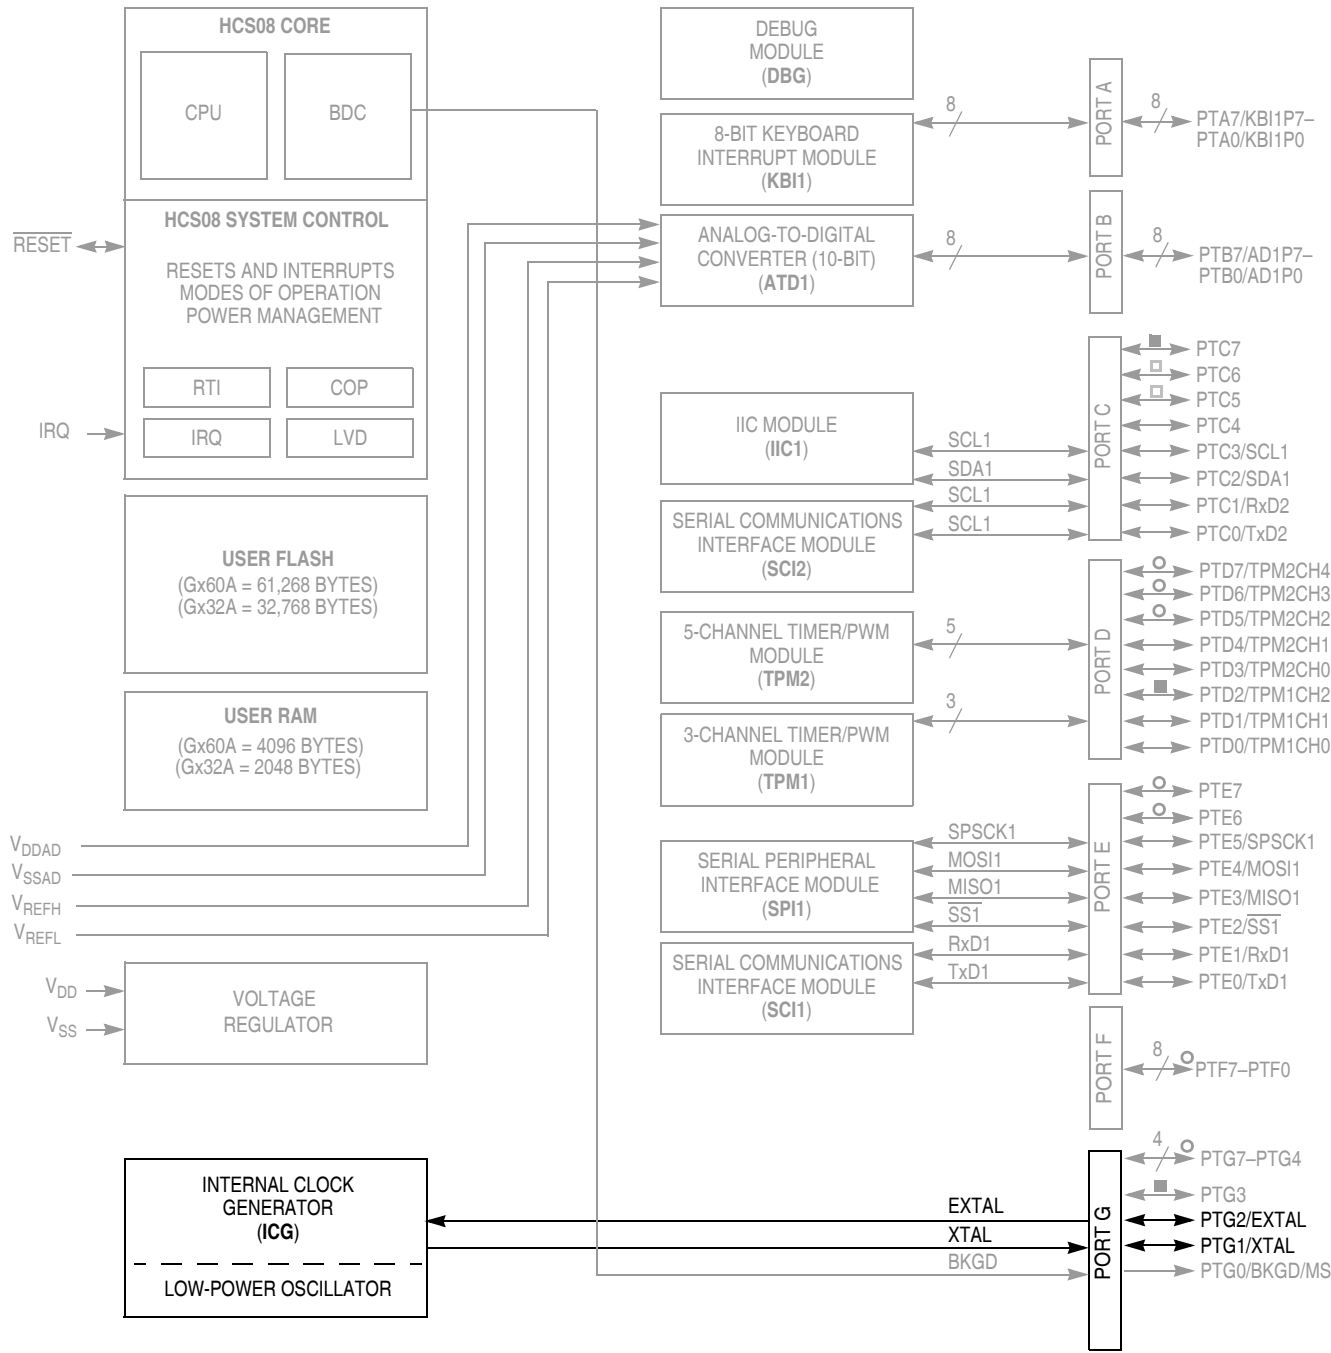 HCS08 CORE
CPU
BDC
HCS08 SYSTEM CONTROL
RESET
RESETS AND INTERRUPTS
MODES OF OPERATION
POWER MANAGEMENT
RTI
COP
IRQ
IRQ
LVD
USER FLASH
(Gx60A = 61,268 BYTES)
(Gx32A = 32,768 BYTES)
USER RAM
(Gx60A = 4096 BYTES)
(Gx32A = 2048 BYTES)
VDDAD
VSSAD
VREFH
VREFL
VDD
VSS
VOLTAGE
REGULATOR
INTERNAL CLOCK
GENERATOR
(ICG)
LOW-POWER OSCILLATOR
DEBUG
MODULE
(DBG)
8-BIT KEYBOARD
INTERRUPT MODULE
(KBI1)
8
ANALOG-TO-DIGITAL
CONVERTER (10-BIT)
(ATD1)
8
IIC MODULE
(IIC1)
SCL1
SDA1
SERIAL COMMUNICATIONS
INTERFACE MODULE
(SCI2)
SCL1
SCL1
5-CHANNEL TIMER/PWM
MODULE
(TPM2)
5
3-CHANNEL TIMER/PWM
MODULE
(TPM1)
3
SERIAL PERIPHERAL
INTERFACE MODULE
(SPI1)
SPSCK1
MOSI1
MISO1
SS1
SERIAL COMMUNICATIONS
INTERFACE MODULE
(SCI1)
RxD1
TxD1
EXTAL
XTAL
BKGD
PORT A
8
PTA7/KBI1P7–
PTA0/KBI1P0
PORT B
8
PTB7/AD1P7–
PTB0/AD1P0
PORT C
PTC7
PTC6
PTC5
PTC4
PTC3/SCL1
PTC2/SDA1
PTC1/RxD2
PTC0/TxD2
PORT D
PTD7/TPM2CH4
PTD6/TPM2CH3
PTD5/TPM2CH2
PTD4/TPM2CH1
PTD3/TPM2CH0
PTD2/TPM1CH2
PTD1/TPM1CH1
PTD0/TPM1CH0
PORT E
PTE7
PTE6
PTE5/SPSCK1
PTE4/MOSI1
PTE3/MISO1
PTE2/SS1
PTE1/RxD1
PTE0/TxD1
PORT F
8
PTF7–PTF0
PORT G
4
PTG7–PTG4
PTG3
PTG2/EXTAL
PTG1/XTAL
PTG0/BKGD/MS